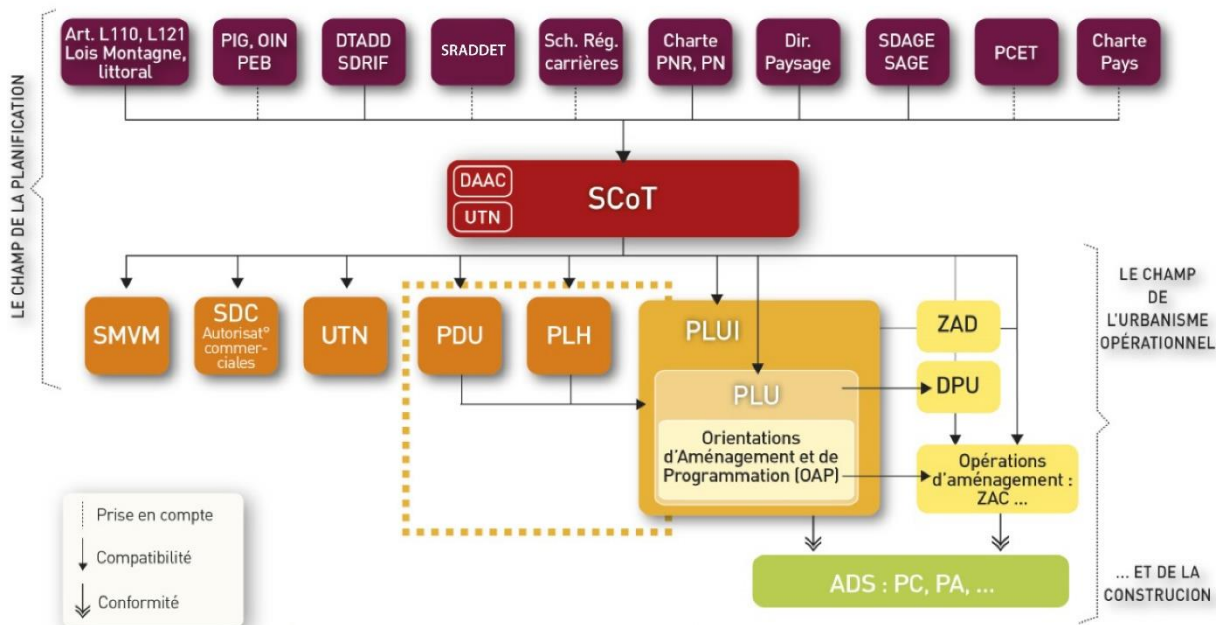 LE CHAMP DE LA PLANIFICATION
Art. L110, L121
Lois Montagne,
littoral
PIG, OIN
PEB
DTADD
SDRIF
SRADDET
Sch. Rég.
carrières
Charte
PNR, PN
Dir.
Paysage
SDAGE
SAGE
PCET
Charte
Pays
DAAC
UTN
SCoT
SMVM
SDC
Autorisat°
commer-
ciales
UTN
PDU
PLH
PLUI
PLU
Orientations
d'Aménagement et de
Programmation (OAP)
ZAD
DPU
Opérations
d'aménagement :
ZAC ...
LE CHAMP
DE
L'URBANISME
OPÉRATIONNEL
ADS : PC, PA, ...
... ET DE LA
CONSTRUCION
Prise en compte
Compatibilité
Conformité